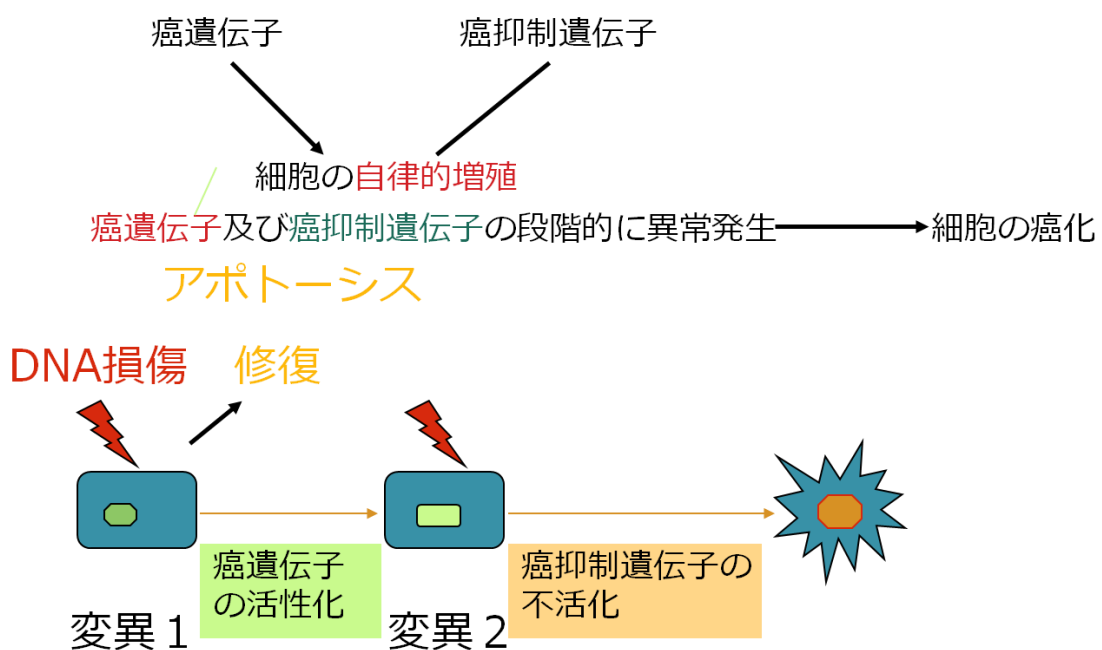 癌遺伝子
癌抑制遺伝子
細胞の自律的増殖
癌遺伝子及び癌抑制遺伝子の段階的に異常発生
細胞の癌化
アポトーシス
DNA損傷
修復
癌遺伝子
の活性化
癌抑制遺伝子の
不活化
変異１
変異２